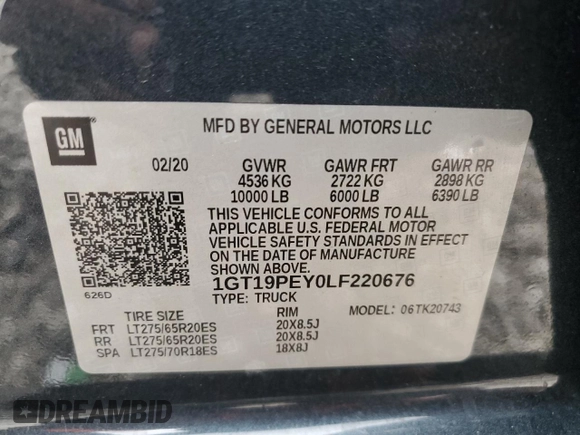 GM
MFD BY GENERAL MOTORS LLC
02/20 GVWR GAWR FRT GAWR RR
4536 KG 2722 KG 2898 KG
10000 LB 6000 LB 6390 LB
THIS VEHICLE CONFORMS TO ALL
APPLICABLE U.S. FEDERAL MOTOR
VEHICLE SAFETY STANDARDS IN EFFECT
ON THE DATE OF MANUFACTURE
SHOWN ABOVE.
1GT19PEY0LF220676
626D
TYPE: TRUCK MODEL: 06TK20743
TIRE SIZE RIM
FRT LT275/65R20ES 20X8.5J
RR LT275/65R20ES 20X8.5J
SPA LT275/70R18ES 18X8J
DREAMBID